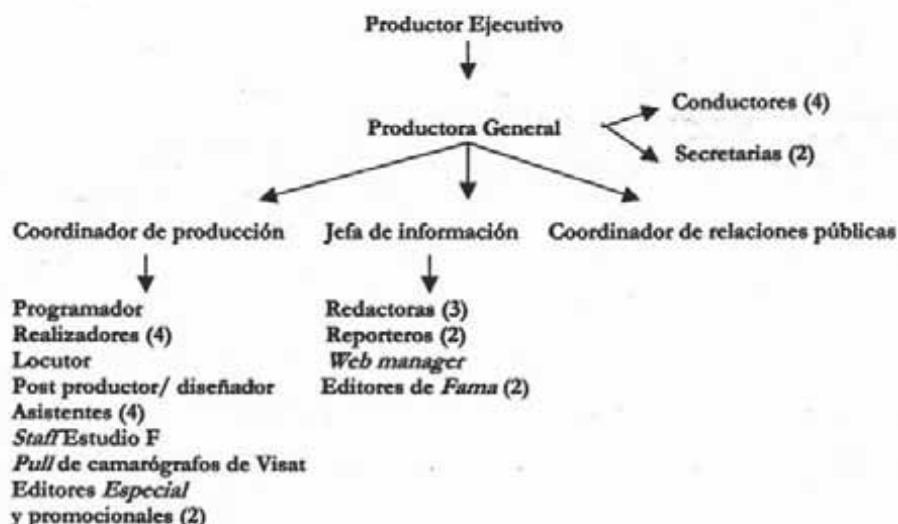 Productor Ejecutivo
Productora General
Conductores (4)
Secretarias (2)
Coordinador de producción
Jefa de información
Coordinador de relaciones públicas
Programador
Realizadores (4)
Locutor
Post productor/ diseñador
Asistentes (4)
Staff Estudio F
Pull de camarógrafos de Visat
Editores Especial
y promocionales (2)
Redactoras (3)
Reporteros (2)
Web manager
Editores de Fama (2)